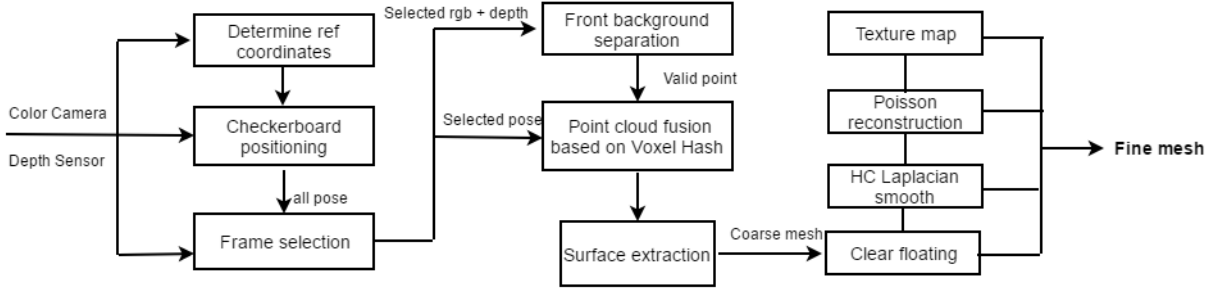 Color Camera
Depth Sensor
Determine ref
coordinates
Checkerboard
positioning
all pose
Frame selection
Selected rgb + depth
Selected pose
Front background
separation
Valid point
Point cloud fusion
based on Voxel Hash
Surface extraction
Coarse mesh
Texture map
Poisson
reconstruction
HC Laplacian
smooth
Clear floating
Fine mesh